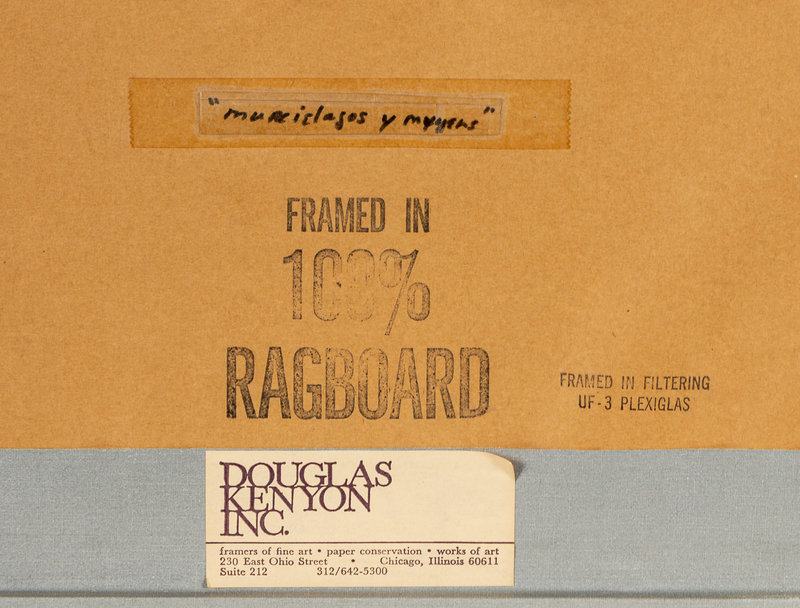 "murcielagos y mujeres"
FRAMED IN
100%
RAGBOARD
FRAMED IN FILTERING
UF-3 PLEXIGLAS
DOUGLAS
KENYON
INC.
framers of fine art • paper conservation • works of art
230 East Ohio Street • Chicago, Illinois 60611
Suite 212 312/642-5300